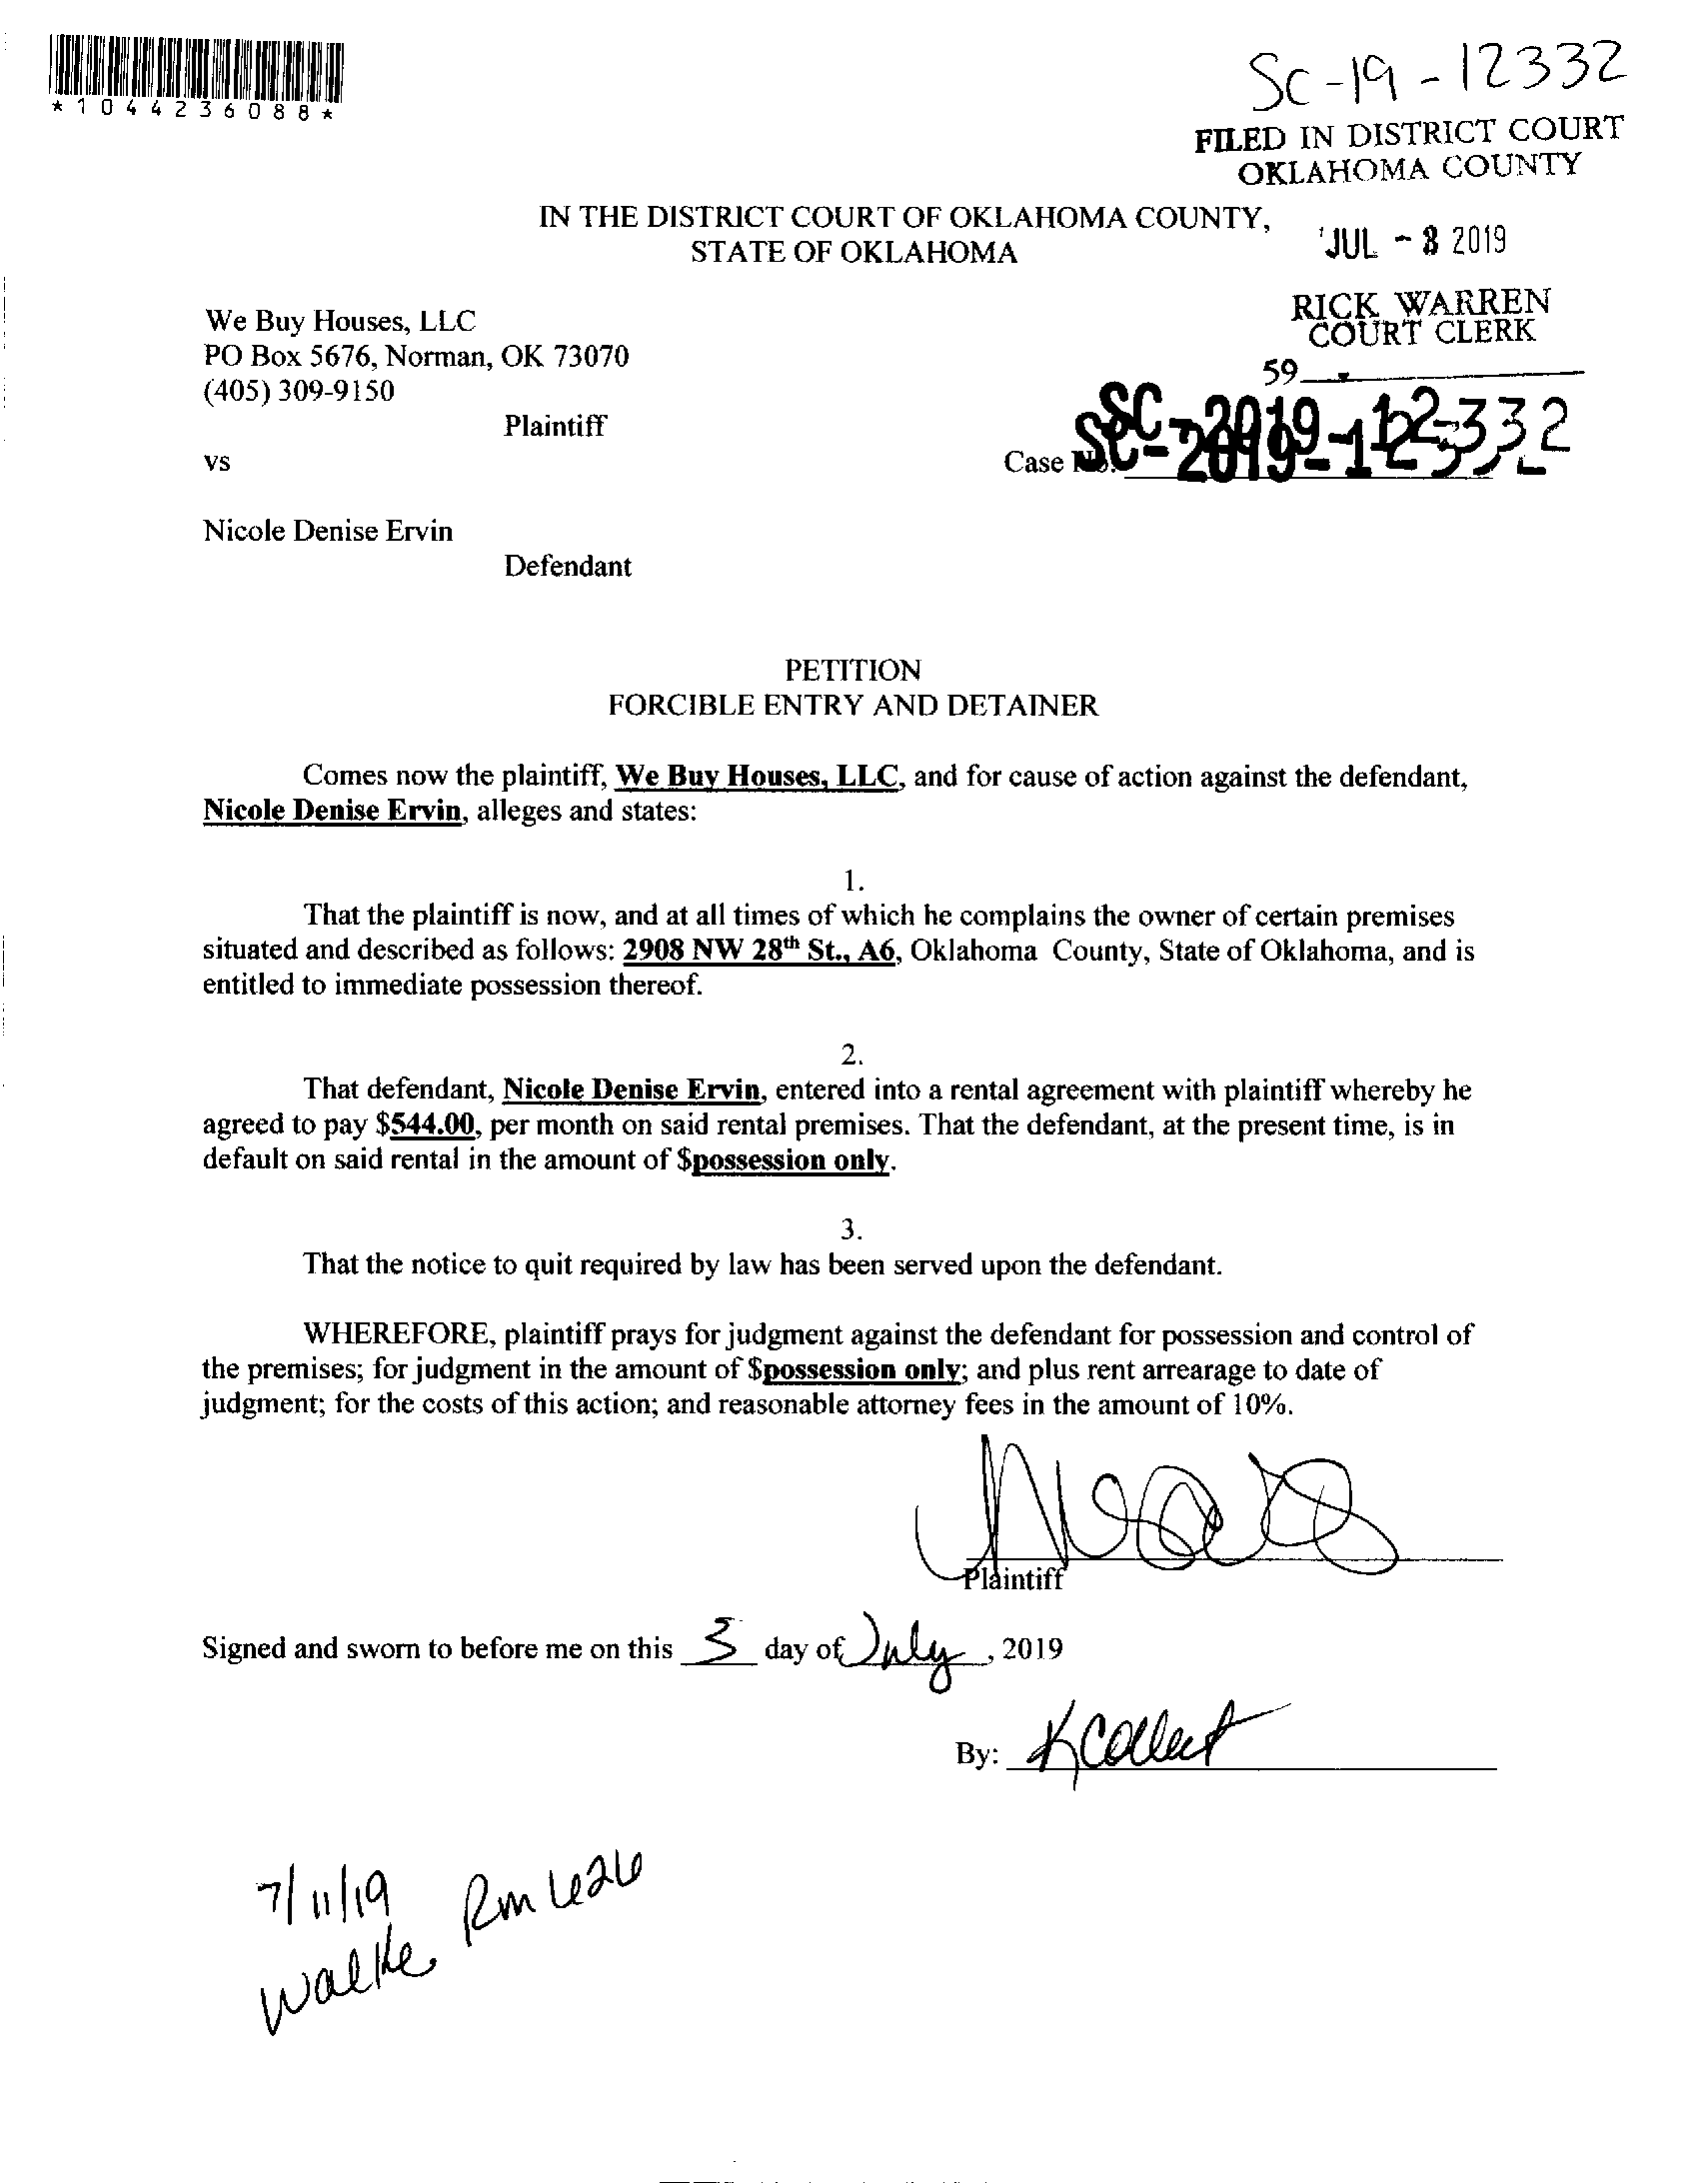 *1044236088*
SC-19-12332
FILED IN DISTRICT COURT
OKLAHOMA COUNTY
IN THE DISTRICT COURT OF OKLAHOMA COUNTY,
STATE OF OKLAHOMA
JUL - 8 2019
RICK WARREN
COURT CLERK
59
We Buy Houses, LLC
PO Box 5676, Norman, OK 73070
(405) 309-9150
Plaintiff
vs
Case No. SC-2019-12332
Nicole Denise Ervin
Defendant
PETITION
FORCIBLE ENTRY AND DETAINER
Comes now the plaintiff, We Buy Houses, LLC, and for cause of action against the defendant,
Nicole Denise Ervin, alleges and states:
1.
That the plaintiff is now, and at all times of which he complains the owner of certain premises
situated and described as follows: 2908 NW 28th St., A6, Oklahoma County, State of Oklahoma, and is
entitled to immediate possession thereof.
2.
That defendant, Nicole Denise Ervin, entered into a rental agreement with plaintiff whereby he
agreed to pay $544.00, per month on said rental premises. That the defendant, at the present time, is in
default on said rental in the amount of $possession only.
3.
That the notice to quit required by law has been served upon the defendant.
WHEREFORE, plaintiff prays for judgment against the defendant for possession and control of
the premises; for judgment in the amount of $possession only; and plus rent arrearage to date of
judgment; for the costs of this action; and reasonable attorney fees in the amount of 10%.
Plaintiff
Signed and sworn to before me on this 3 day of July, 2019
By:
7/11/19
Walke Rm